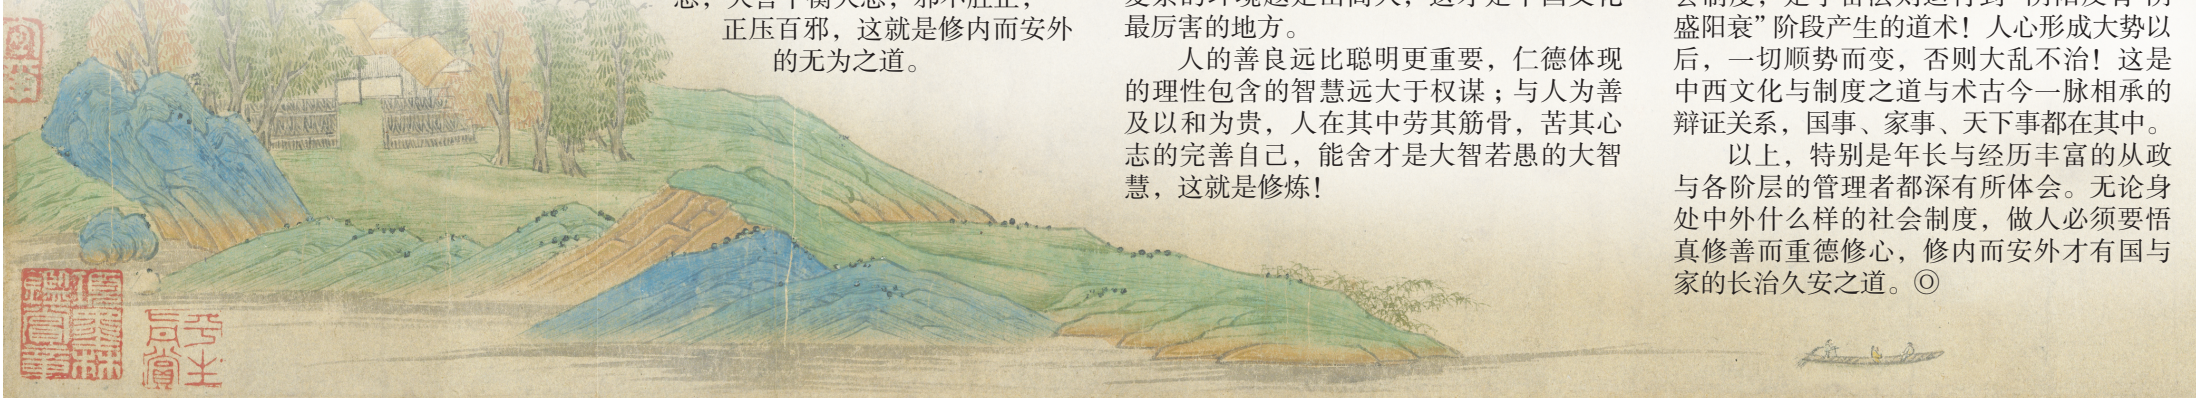 正压百邪，这就是修内而安外
的无为之道。
最厉害的地方。
人的善良远比聪明更重要，仁德体现
的理性包含的智慧远大于权谋；与人为善
及以和为贵，人在其中劳其筋骨，苦其心
志的完善自己，能舍才是大智若愚的大智
慧，这就是修炼！
盛阳衰”阶段产生的道术！人心形成大势以
后，一切顺势而变，否则大乱不治！这是
中西文化与制度之道与术古今一脉相承的
辩证关系，国事、家事、天下事都在其中。
以上，特别是年长与经历丰富的从政
与各阶层的管理者都深有所体会。无论身
处中外什么样的社会制度，做人必须要悟
真修善而重德修心，修内而安外才有国与
家的长治久安之道。